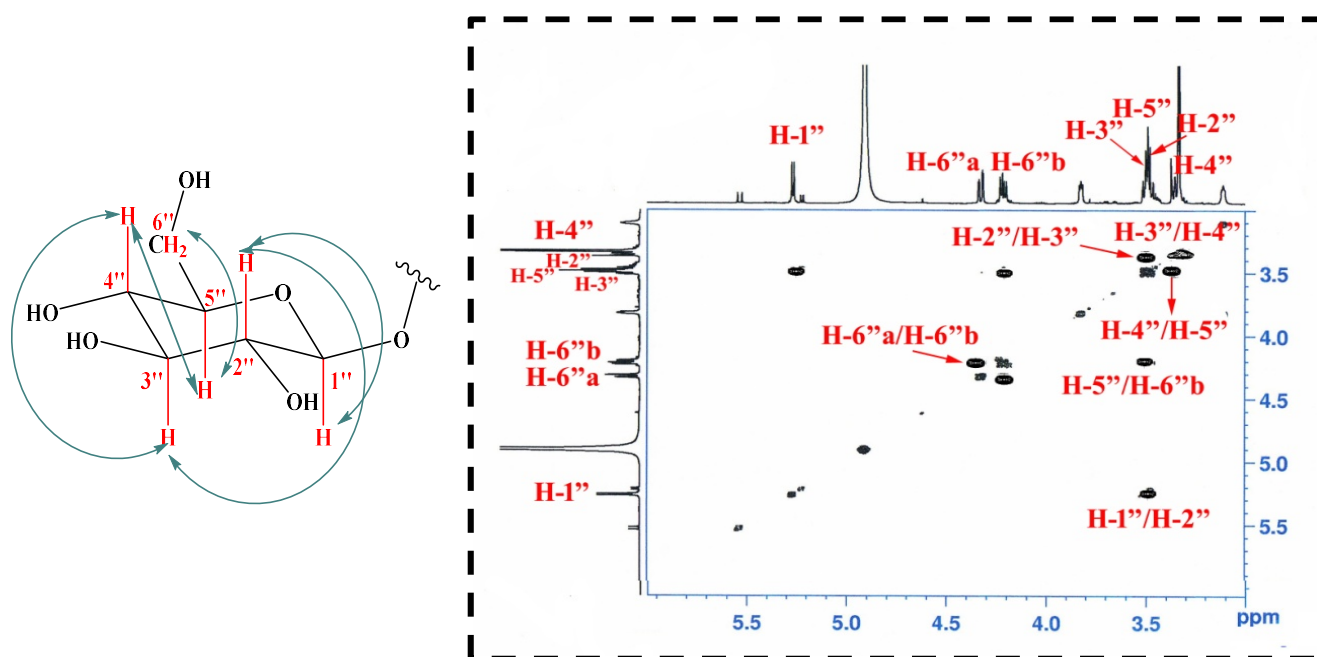 OH
6''
CH2
H
H
4''
5''
O
HO
HO
O
2''
1''
3''
H
OH
H
H
H-1”
H-6”a
H-6”b
H-3”
H-5”
H-2”
H-4”
H-4”
H-2”
H-5”
H-3”
H-6”b
H-6”a
H-1”
H-2”/H-3”
H-3”/H-4”
H-4”/H-5”
H-6”a/H-6”b
H-5”/H-6”b
H-1”/H-2”
3.5
4.0
4.5
5.0
5.5
5.5
5.0
4.5
4.0
3.5
ppm